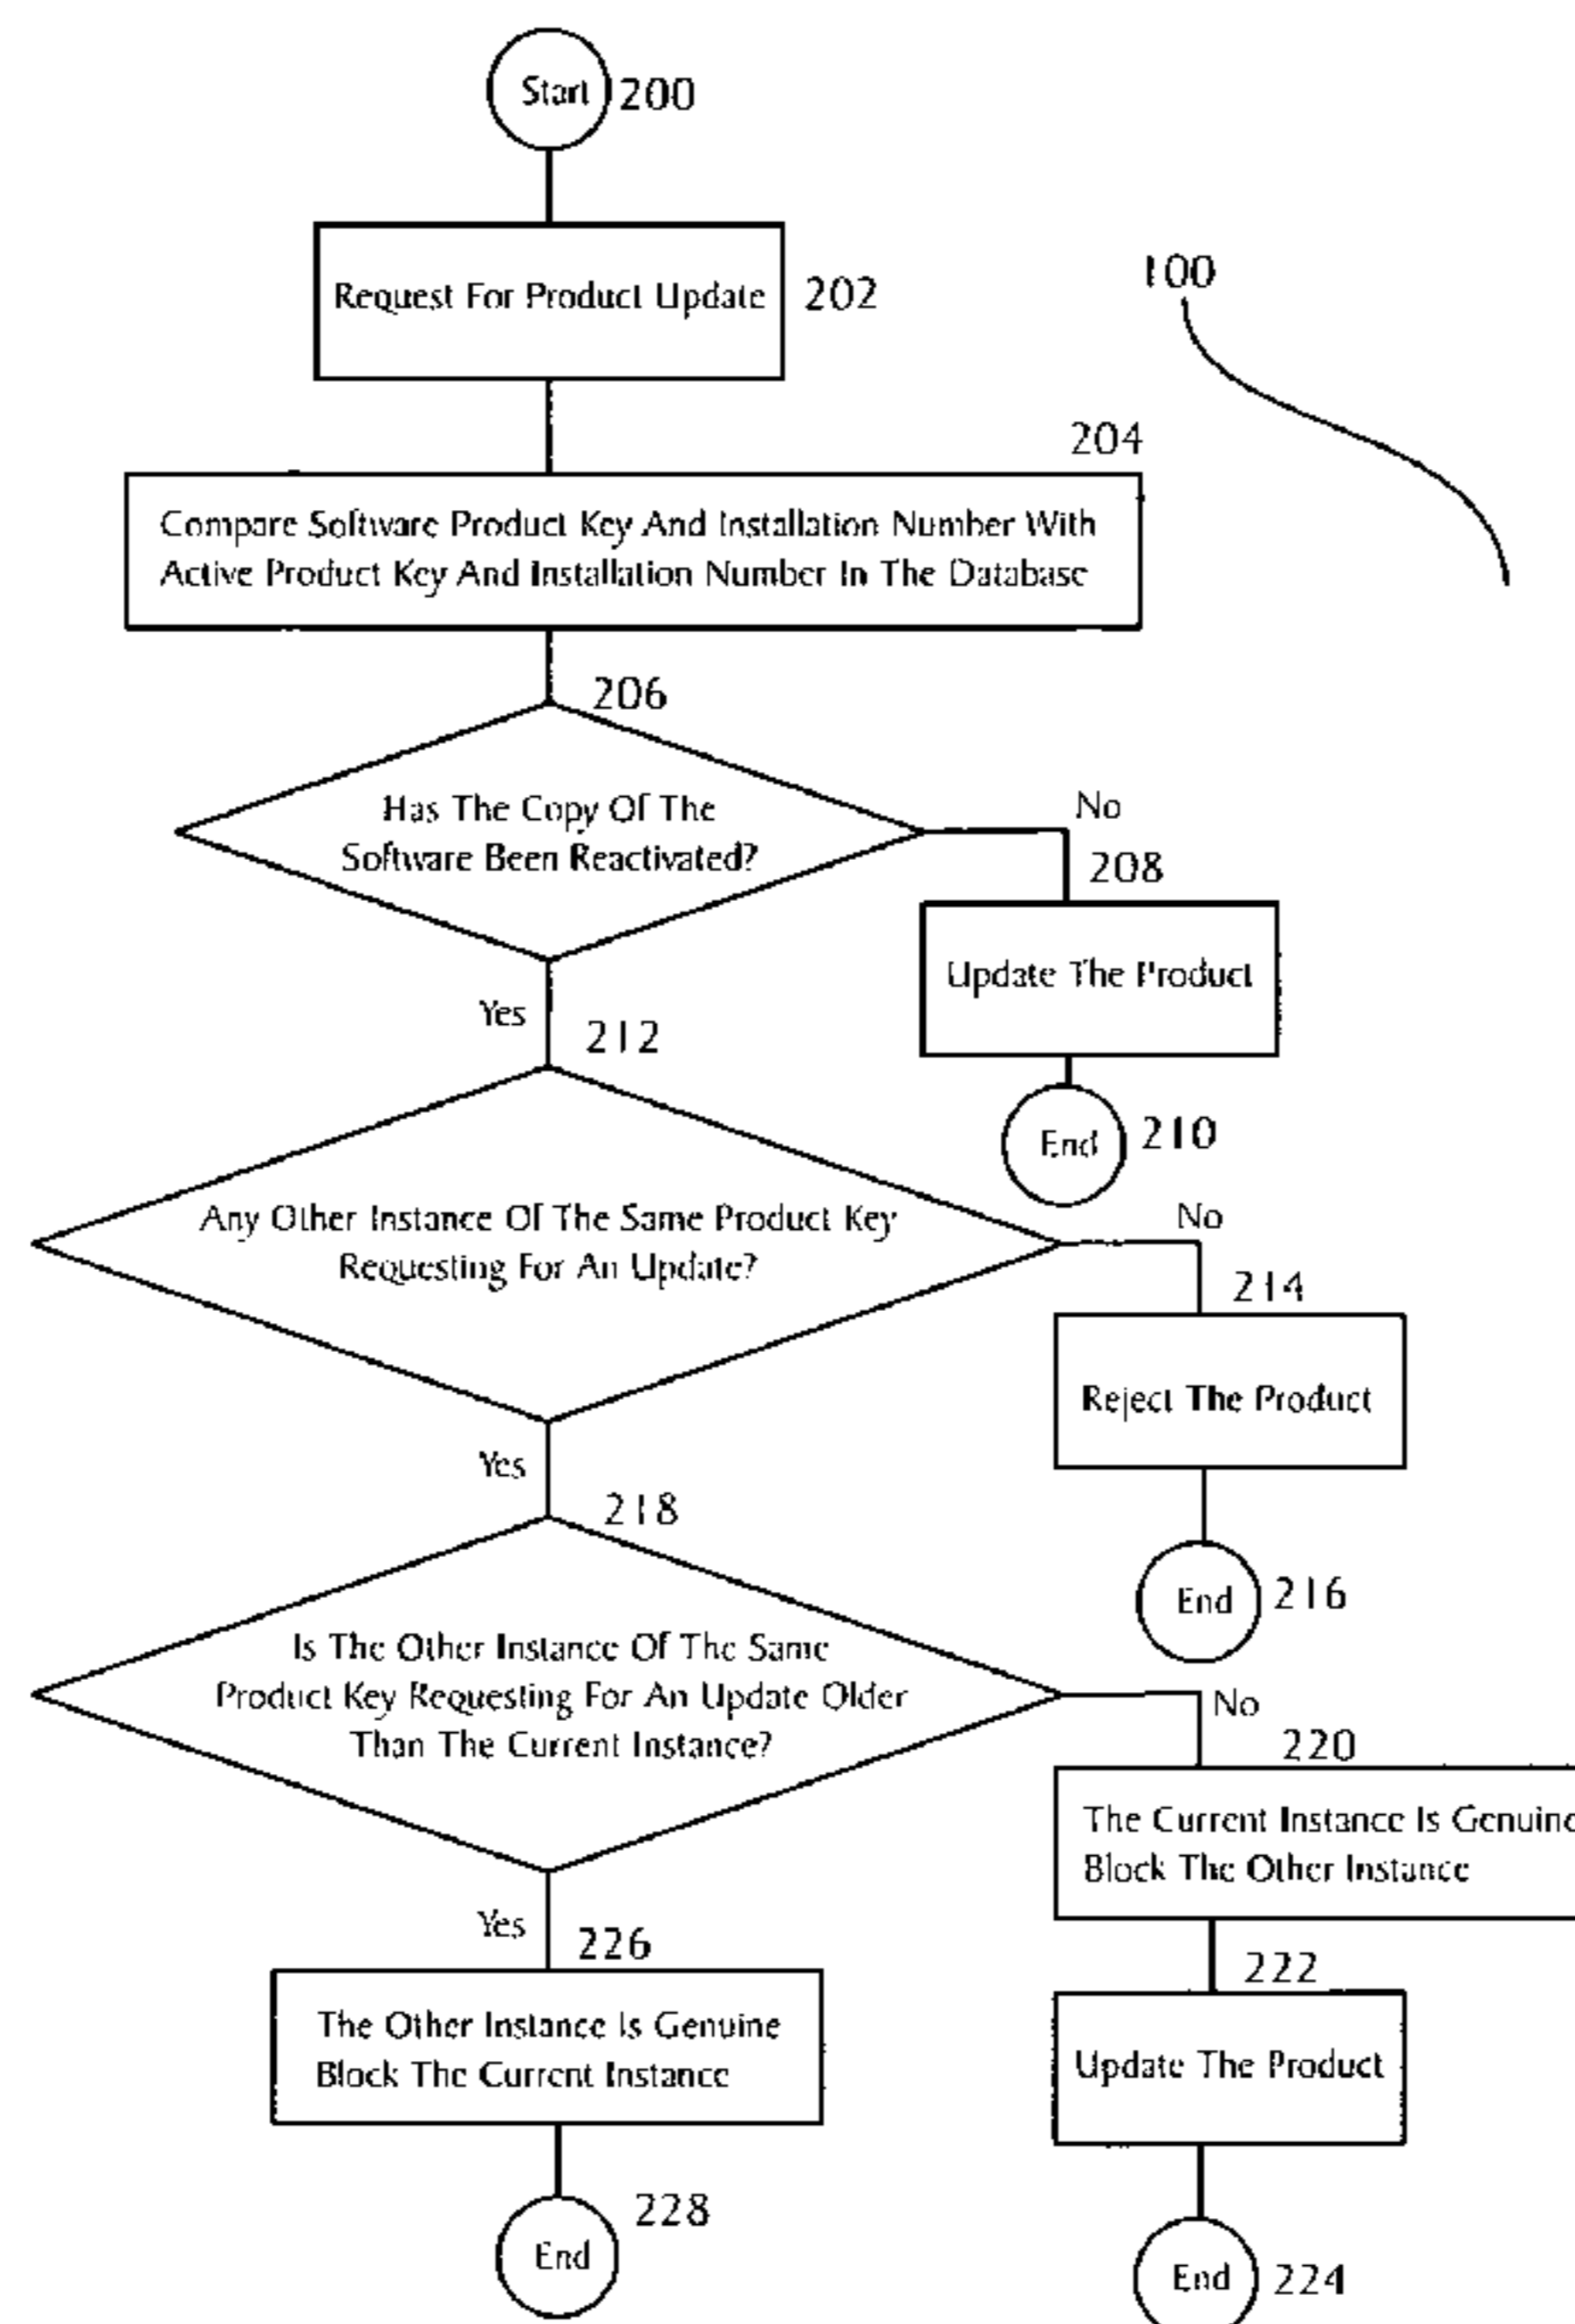 Start 200
Request For Product Update 202
100
204
Compare Software Product Key And Installation Number With
Active Product Key And Installation Number In The Database
206
Has The Copy Of The
Software Been Reactivated?
No
208
Update The Product
Yes
212
End 210
Any Other Instance Of The Same Product Key
Requesting For An Update?
No
214
Reject The Product
Yes
218
End 216
Is The Other Instance Of The Same
Product Key Requesting For An Update Older
Than The Current Instance?
No
220
The Current Instance Is Genuine
Block The Other Instance
Yes
226
222
The Other Instance Is Genuine
Block The Current Instance
Update The Product
228
End
End 224